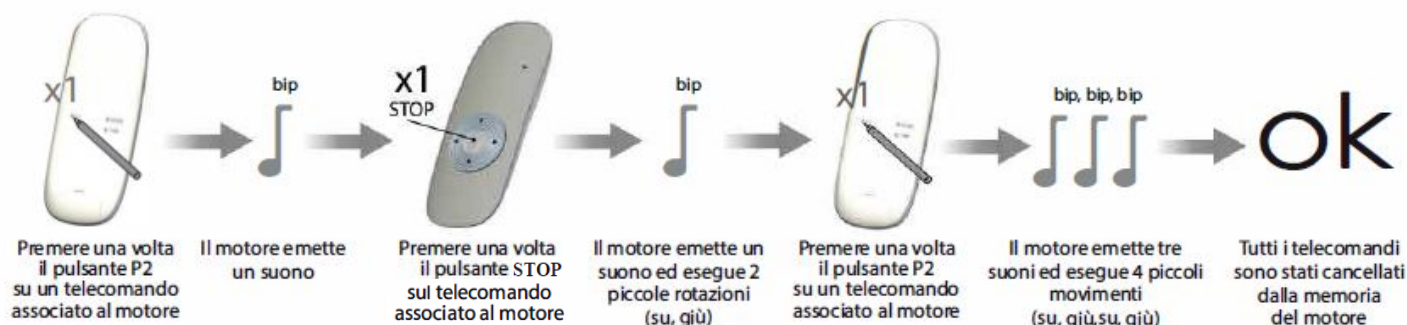 x1
bip
x1
STOP
bip
x1
bip, bip, bip
ok
Premere una volta
il pulsante P2
su un telecomando
associato al motore
Il motore emette
un suono
Premere una volta
il pulsante STOP
sul telecomando
associato al motore
Il motore emette un
suono ed esegue 2
piccole rotazioni
(su, giù)
Premere una volta
il pulsante P2
su un telecomando
associato al motore
Il motore emette tre
suoni ed esegue 4 piccoli
movimenti
(su, giù,su, giù)
Tutti i telecomandi
sono stati cancellati
dalla memoria
del motore